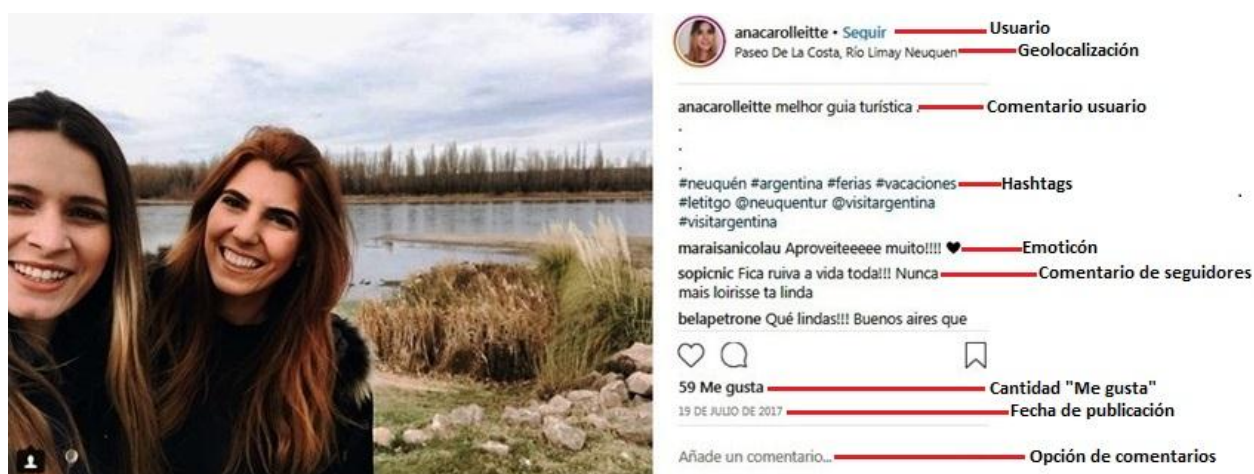 anacarolleitte • Seguir Usuario
Paseo De La Costa, Río Limay Neuquen Geolocalización
anacarolleitte melhor guia turística . Comentario usuario
.
.
.
#neuquén #argentina #ferias #vacaciones Hashtags
#letitgo @neuquentur @visitargentina
#visitargentina
maraisanicolau Aproveiteeeee muito!!!! 🖤 Emoticón
sopicnic Fica ruiva a vida toda!!! Nunca Comentario de seguidores
mais loirisse ta linda
belapetrone Qué lindas!!! Buenos aires que
59 Me gusta Cantidad "Me gusta"
19 DE JULIO DE 2017 Fecha de publicación
Añade un comentario... Opción de comentarios